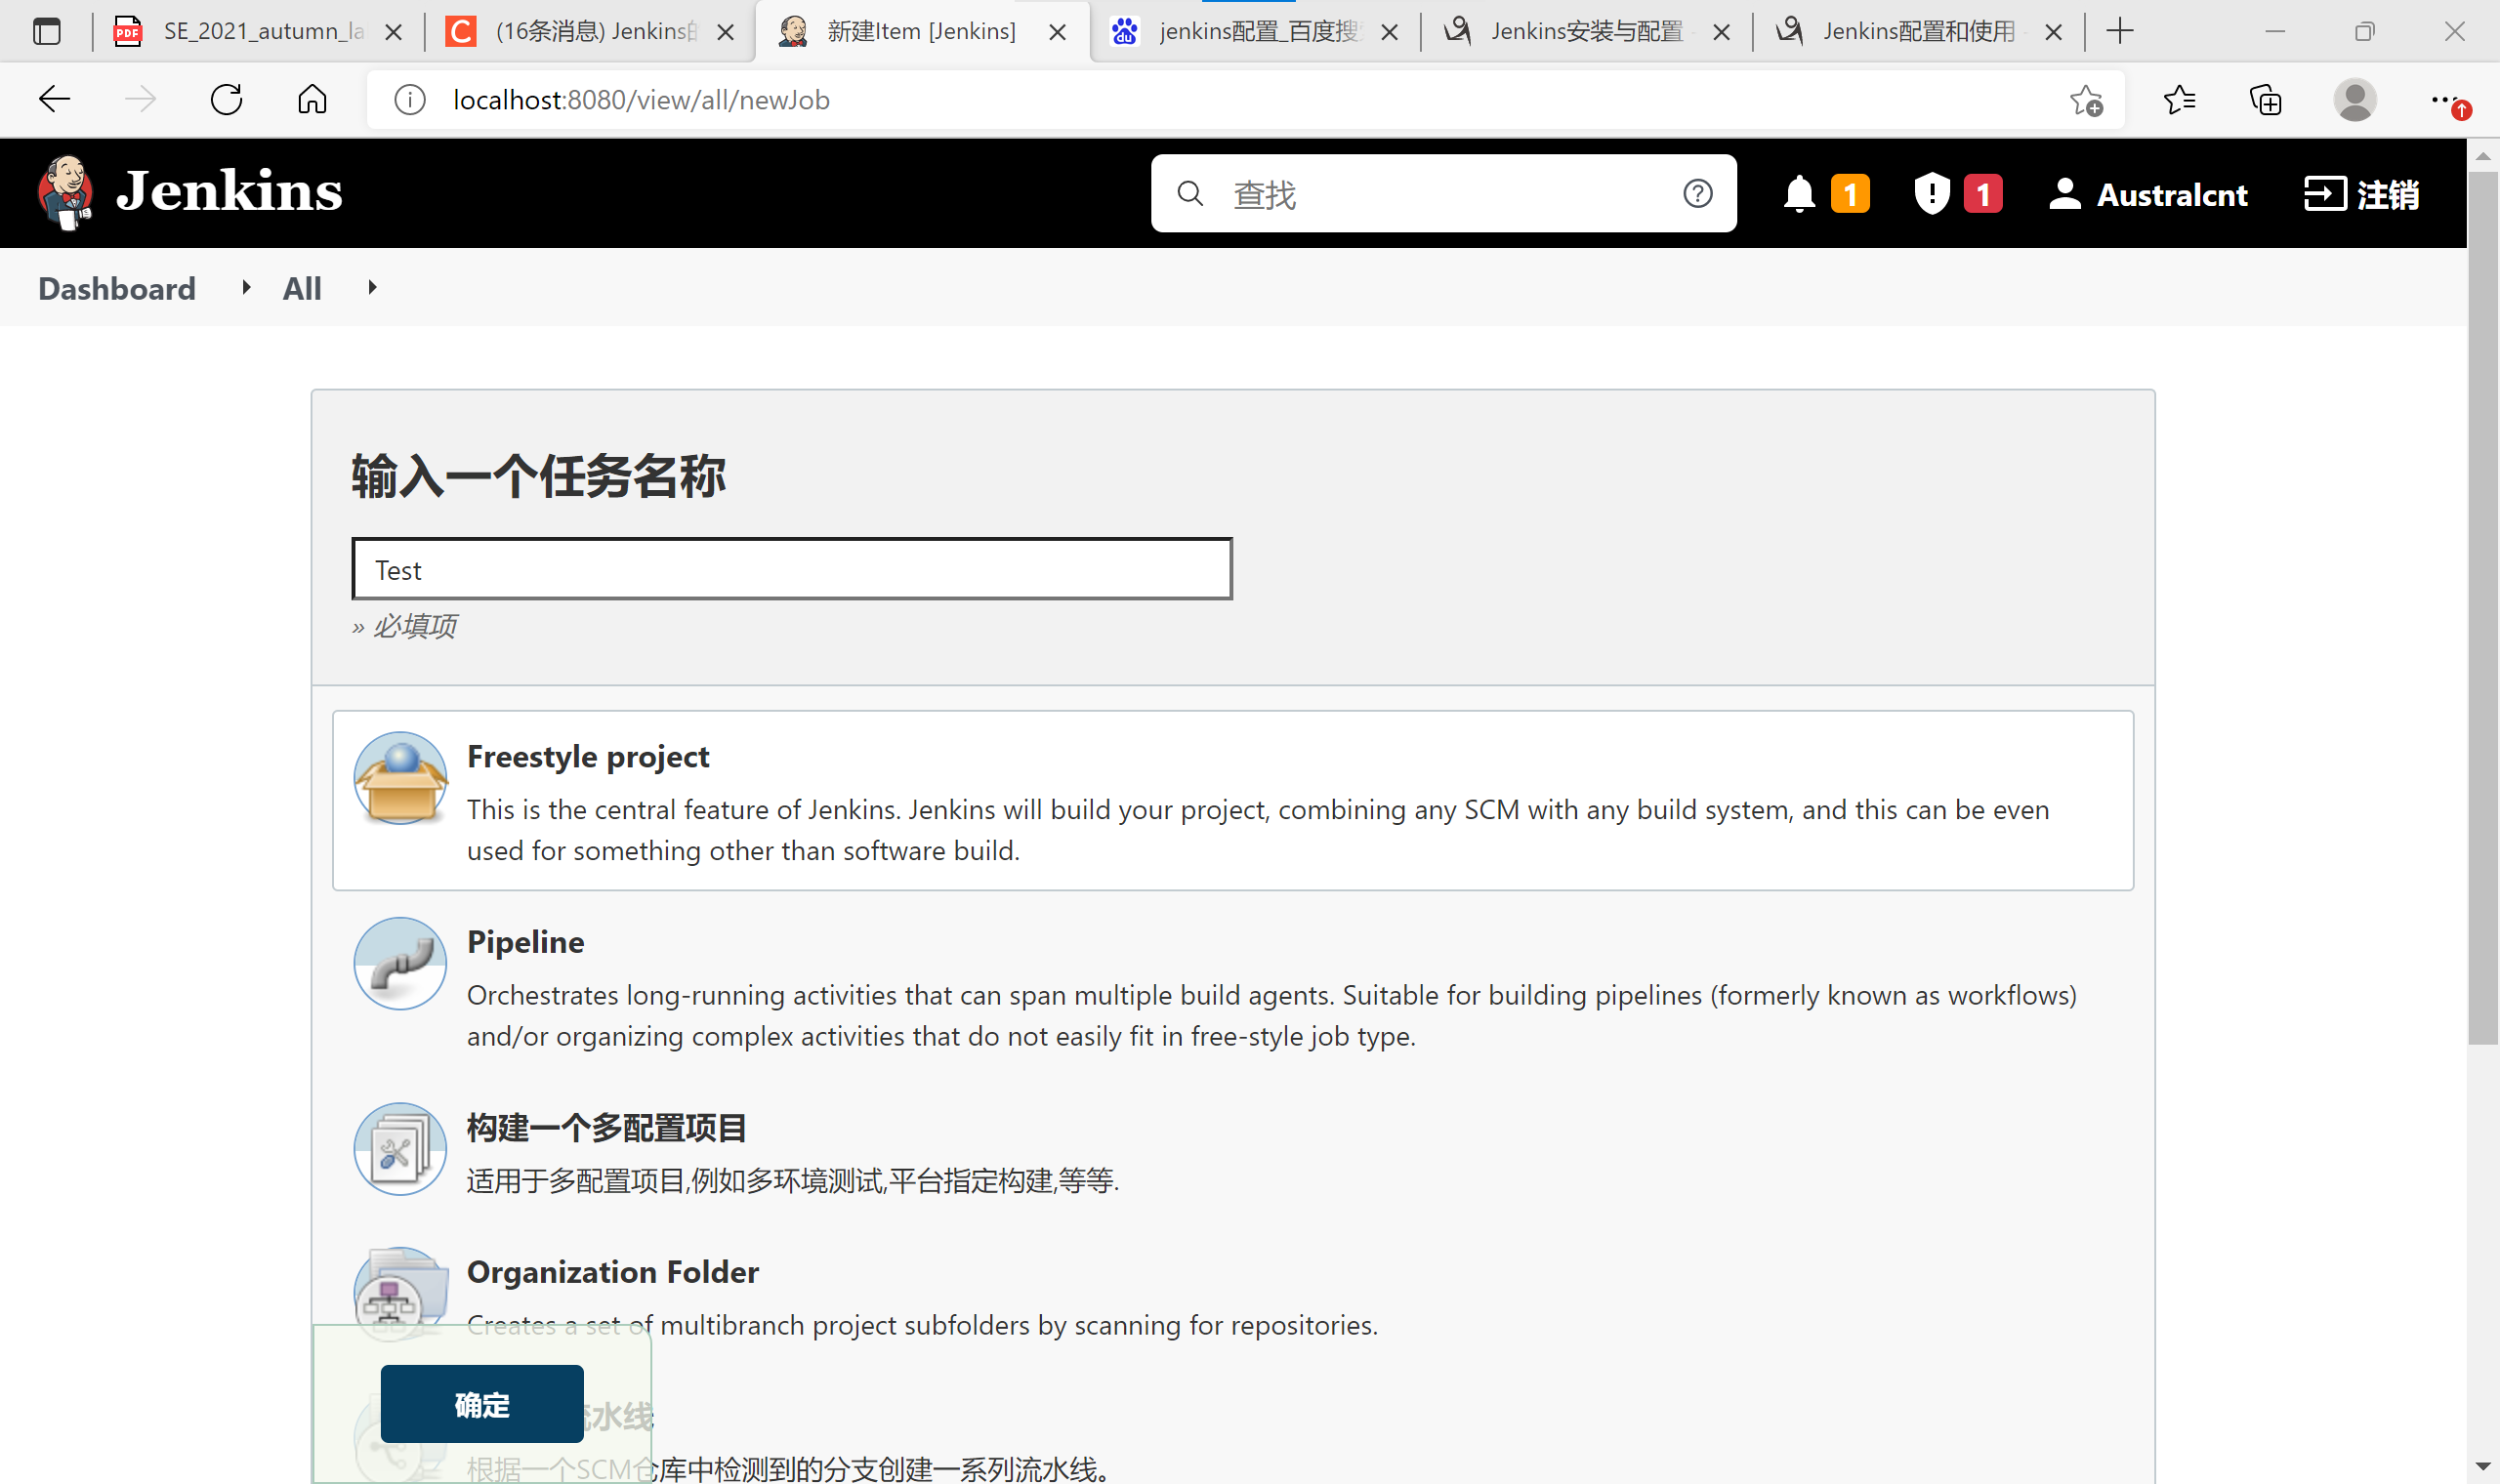 SE_2021_autumn_la
(16条消息) Jenkins的
新建Item [Jenkins]
jenkins配置_百度搜
Jenkins安装与配置
Jenkins配置和使用
localhost:8080/view/all/newJob
Jenkins
查找
1
1
Australcnt
注销
Dashboard
All
输入一个任务名称
Test
» 必填项
Freestyle project
This is the central feature of Jenkins. Jenkins will build your project, combining any SCM with any build system, and this can be even
used for something other than software build.
Pipeline
Orchestrates long-running activities that can span multiple build agents. Suitable for building pipelines (formerly known as workflows)
and/or organizing complex activities that do not easily fit in free-style job type.
构建一个多配置项目
适用于多配置项目,例如多环境测试,平台指定构建,等等.
Organization Folder
Creates a set of multibranch project subfolders by scanning for repositories.
确定
流水线
根据一个SCM仓库中检测到的分支创建一系列流水线。